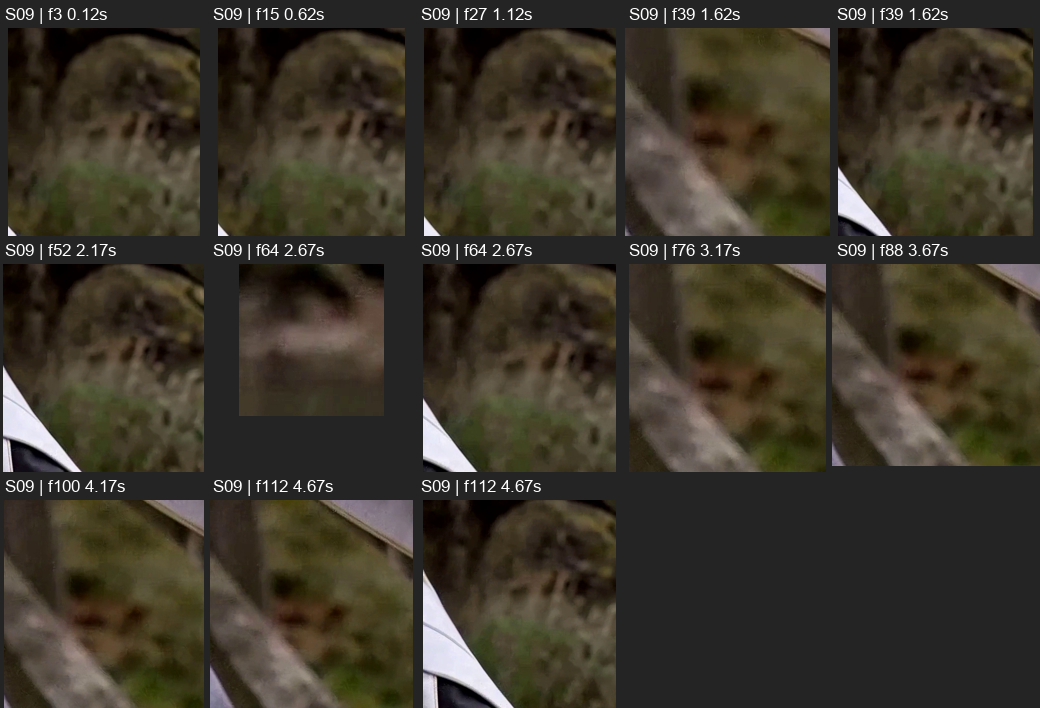 S09 | f3 0.12s
S09 | f15 0.62s
S09 | f27 1.12s
S09 | f39 1.62s
S09 | f39 1.62s
S09 | f52 2.17s
S09 | f64 2.67s
S09 | f64 2.67s
S09 | f76 3.17s
S09 | f88 3.67s
S09 | f100 4.17s
S09 | f112 4.67s
S09 | f112 4.67s